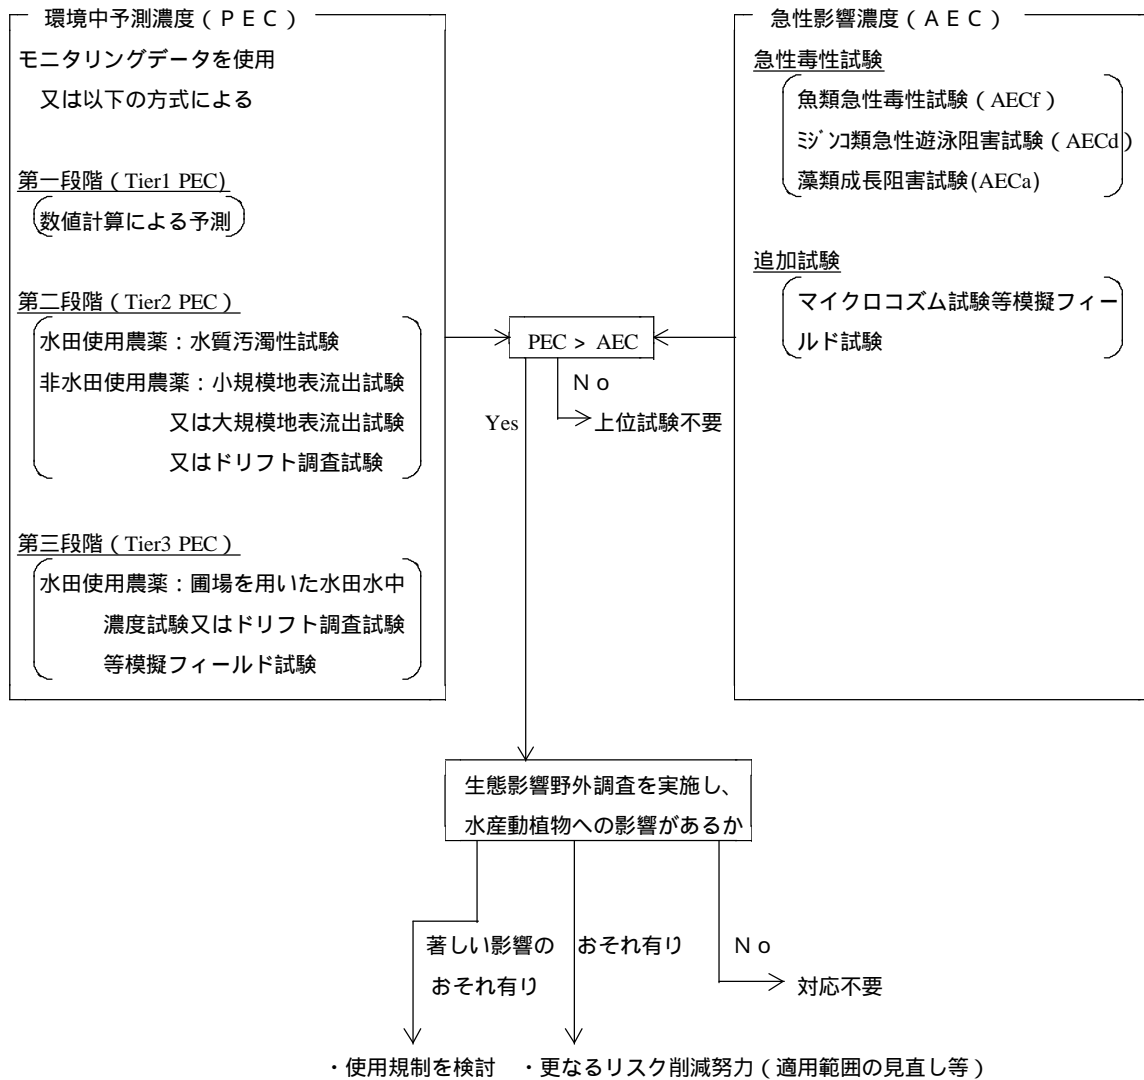 環境中予測濃度(ＰＥＣ)
モニタリングデータを使用
又は以下の方式による
第一段階(Tier1 PEC)
数値計算による予測
第二段階(Tier2 PEC)
水田使用農薬:水質汚濁性試験
非水田使用農薬:小規模地表流出試験
又は大規模地表流出試験
又はドリフト調査試験
第三段階(Tier3 PEC)
水田使用農薬:圃場を用いた水田水中
濃度試験又はドリフト調査試験
等模擬フィールド試験
急性影響濃度(ＡＥＣ)
急性毒性試験
魚類急性毒性試験(AECf)
ﾐｼﾞﾝｺ類急性遊泳阻害試験(AECd)
藻類成長阻害試験(AECa)
追加試験
マイクロコズム試験等模擬フィー
ルド試験
PEC > AEC
Ｎｏ
Yes
上位試験不要
生態影響野外調査を実施し、
水産動植物への影響があるか
著しい影響の
おそれ有り
おそれ有り
Ｎｏ
対応不要
・使用規制を検討
・更なるリスク削減努力(適用範囲の見直し等)